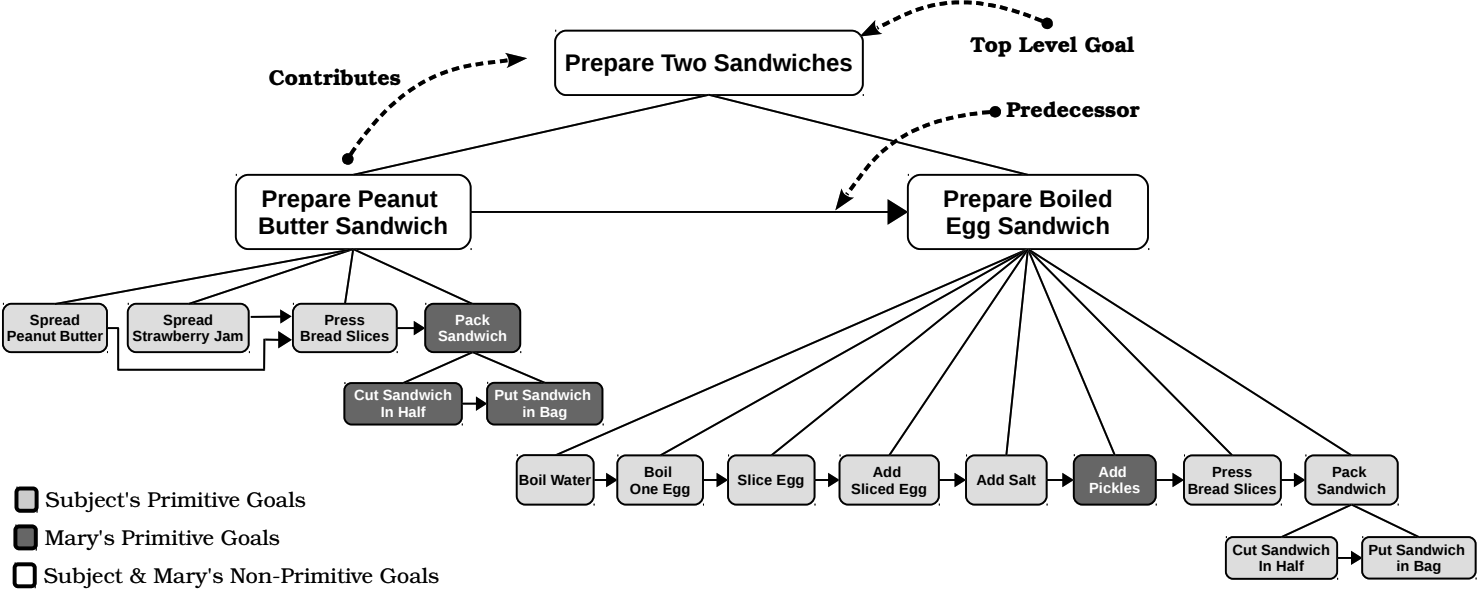 Top Level Goal
Prepare Two Sandwiches
Contributes
Predecessor
Prepare Peanut
Butter Sandwich
Prepare Boiled
Egg Sandwich
Spread
Peanut Butter
Spread
Strawberry Jam
Press
Bread Slices
Pack
Sandwich
Cut Sandwich
In Half
Put Sandwich
in Bag
Boil Water
Boil
One Egg
Slice Egg
Add
Sliced Egg
Add Salt
Add
Pickles
Press
Bread Slices
Pack
Sandwich
Cut Sandwich
In Half
Put Sandwich
in Bag
Subject's Primitive Goals
Mary's Primitive Goals
Subject & Mary's Non-Primitive Goals